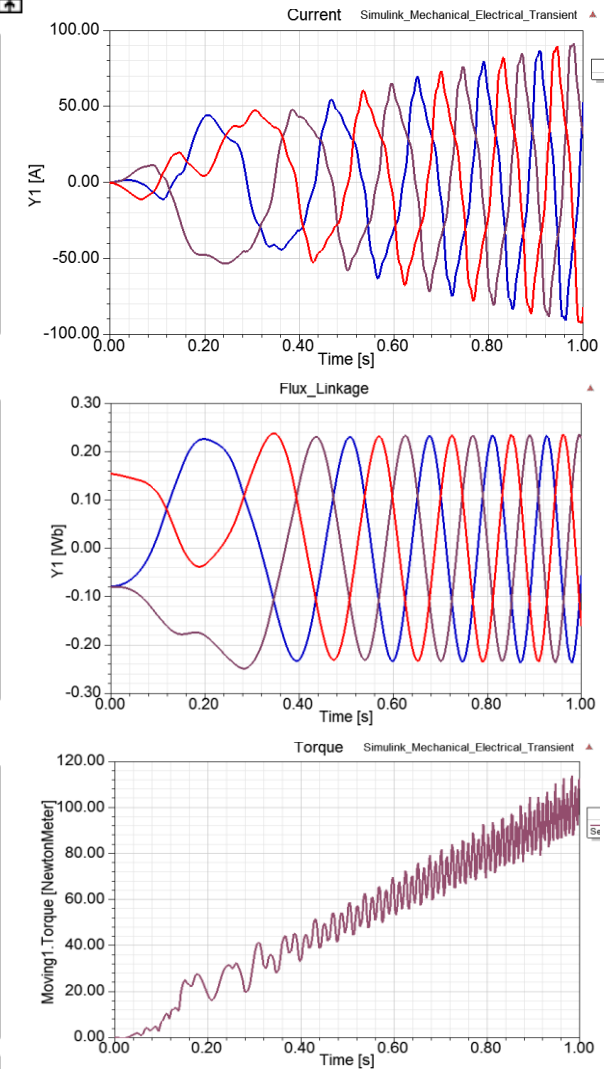 Current Simulink_Mechanical_Electrical_Transient
100.00
50.00
0.00
-50.00
-100.00
Y1 [A]
0.00 0.20 0.40 0.60 0.80 1.00
Time [s]
Flux_Linkage
0.30
0.20
0.10
0.00
-0.10
-0.20
-0.30
Y1 [Wb]
0.00 0.20 0.40 0.60 0.80 1.00
Time [s]
Torque Simulink_Mechanical_Electrical_Transient
120.00
100.00
80.00
60.00
40.00
20.00
0.00
Moving1.Torque [NewtonMeter]
Se
0.00 0.20 0.40 0.60 0.80 1.00
Time [s]